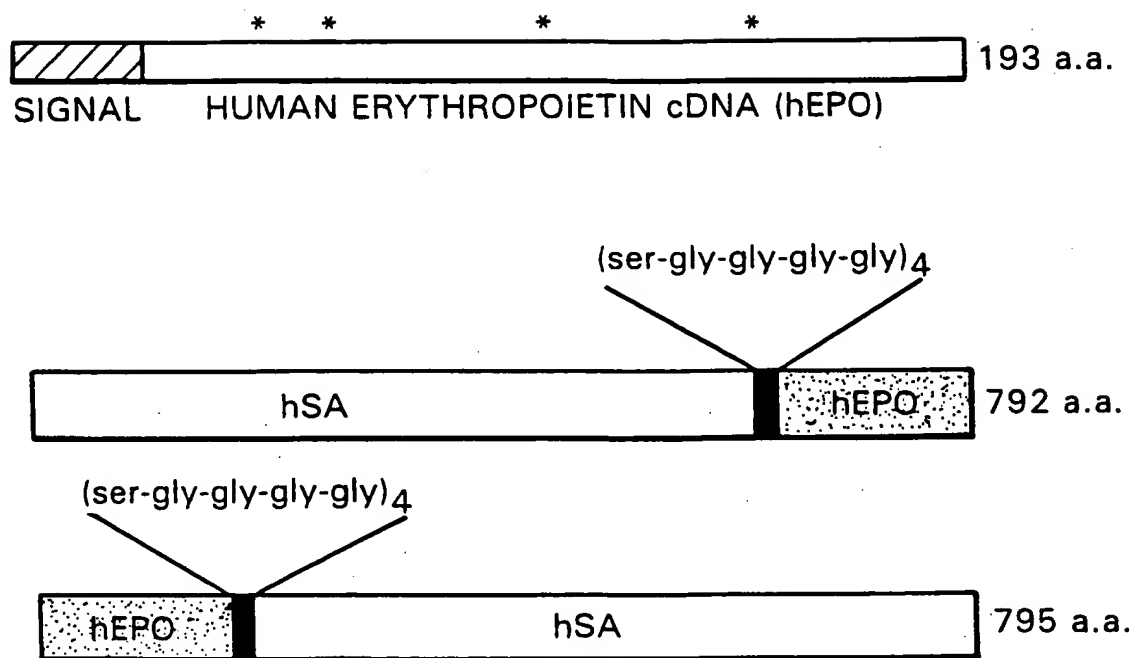 * * * *
193 a.a.
SIGNAL HUMAN ERYTHROPOIETIN cDNA (hEPO)
(ser-gly-gly-gly-gly)4
hSA hEPO 792 a.a.
(ser-gly-gly-gly-gly)4
hEPO hSA 795 a.a.